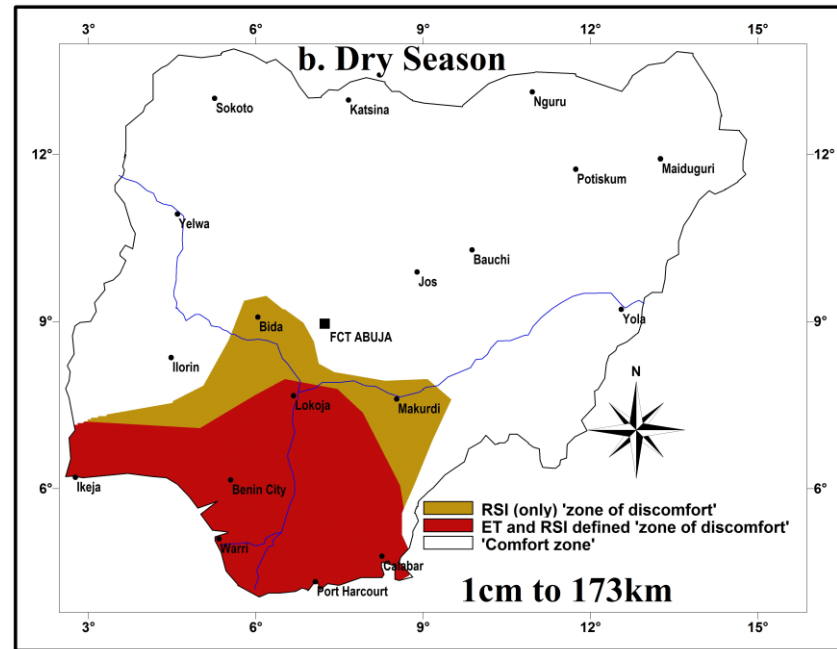 3° 6° 9° 12° 15°
b. Dry Season
Sokoto
Katsina
Nguru
12° 12°
Maiduguri
Potiskum
Yelwa
Bauchi
Jos
9° 9°
Bida
FCT ABUJA
Yola
Ilorin
N
Lokoja
Makurdi
6° 6°
Ikeja
Benin City
RSI (only) 'zone of discomfort'
ET and RSI defined 'zone of discomfort'
'Comfort zone'
Warri
Calabar
Port Harcourt
1cm to 173km
3° 6° 9° 12° 15°